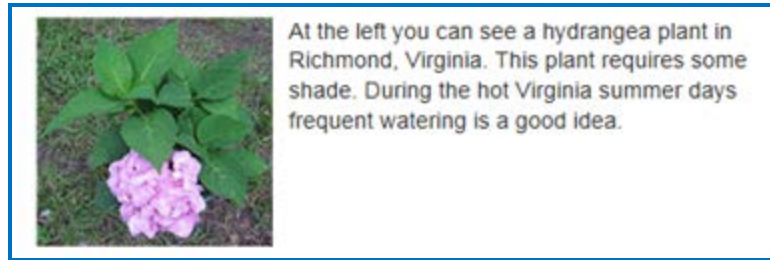 At the left you can see a hydrangea plant in
Richmond, Virginia. This plant requires some
shade. During the hot Virginia summer days
frequent watering is a good idea.